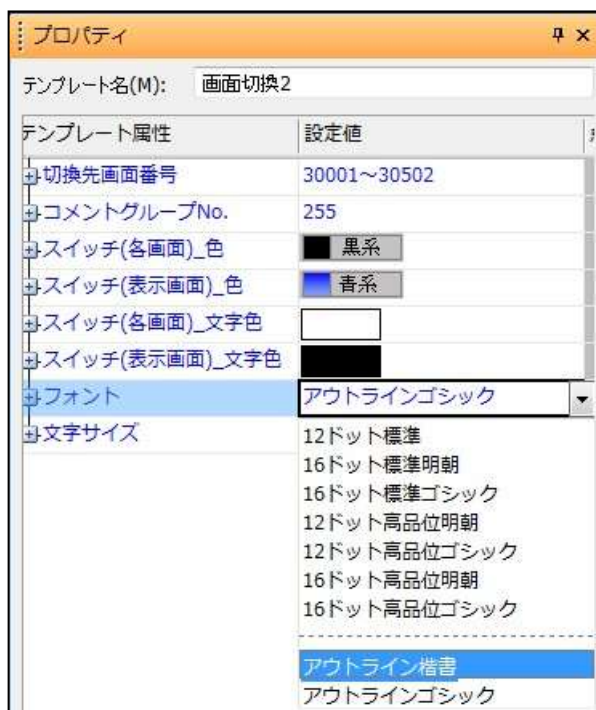 プロパティ
テンプレート名(M): 画面切換2
テンプレート属性 設定値
切換先画面番号 30001～30502
コメントグループNo. 255
スイッチ(各画面)_色 黒系
スイッチ(表示画面)_色 青系
スイッチ(各画面)_文字色
スイッチ(表示画面)_文字色
フォント アウトラインゴシック
文字サイズ
12ドット標準
16ドット標準明朝
16ドット標準ゴシック
12ドット高品位明朝
12ドット高品位ゴシック
16ドット高品位明朝
16ドット高品位ゴシック
アウトライン楷書
アウトラインゴシック